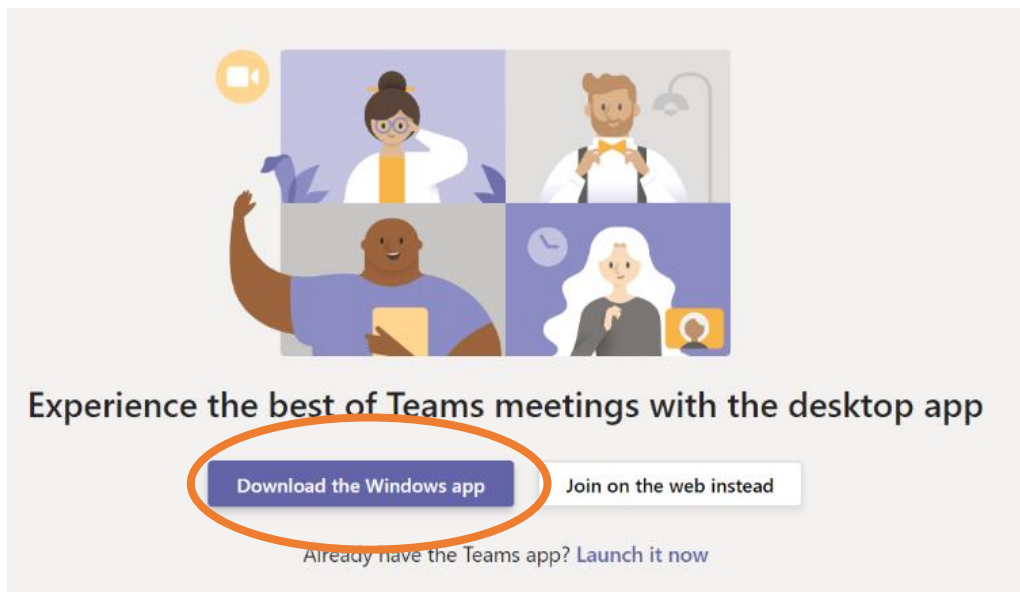 Experience the best of Teams meetings with the desktop app
Download the Windows app
Join on the web instead
Already have the Teams app? Launch it now